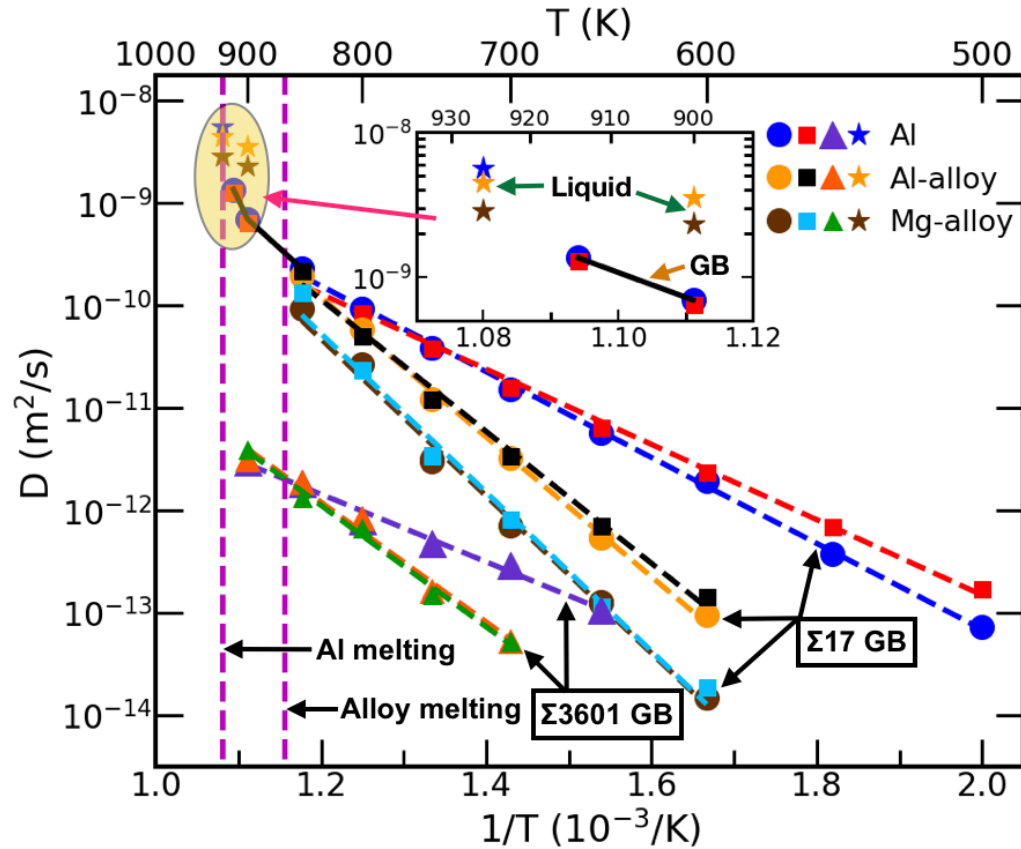 T (K)
1000 900 800 700 600 500
D (m²/s)
10⁻⁸
10⁻⁹
10⁻¹⁰
10⁻¹¹
10⁻¹²
10⁻¹³
10⁻¹⁴
930 920 910 900
10⁻⁸
10⁻⁹
Liquid
GB
1.08 1.10 1.12
Al
Al-alloy
Mg-alloy
Al melting
Alloy melting
Σ3601 GB
Σ17 GB
1.0 1.2 1.4 1.6 1.8 2.0
1/T (10⁻³/K)